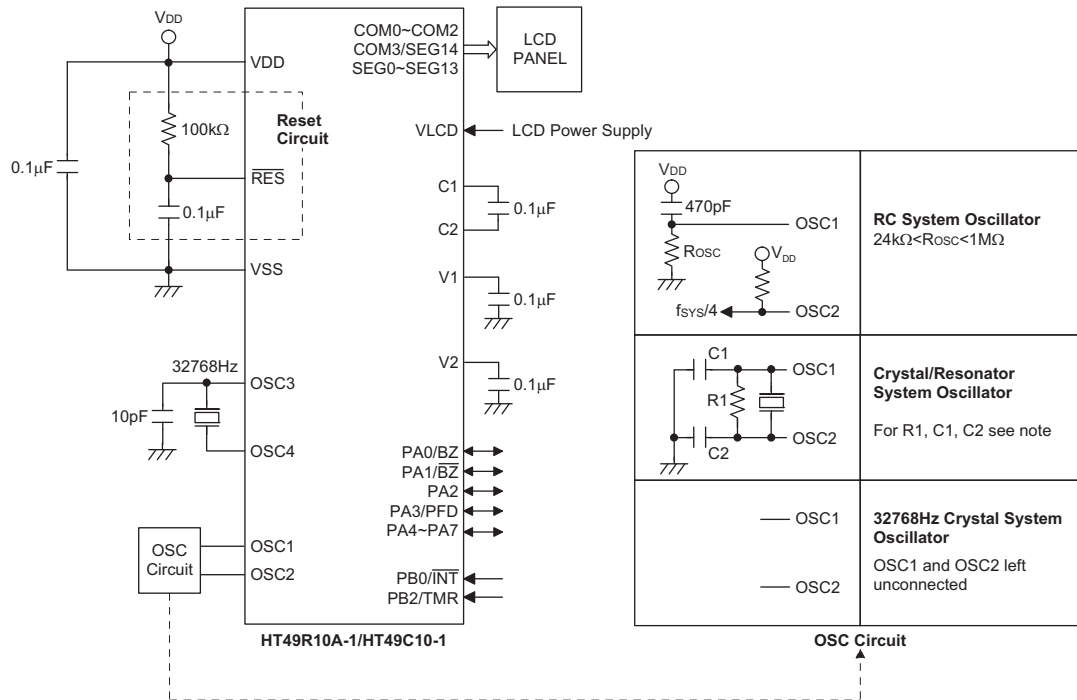 VDD
VDD
0.1μF
100kΩ
Reset
Circuit
RES
0.1μF
VSS
32768Hz
OSC3
10pF
OSC4
OSC
Circuit
OSC1
OSC2
COM0~COM2
COM3/SEG14
SEG0~SEG13
LCD
PANEL
VLCD
LCD Power Supply
C1
C2
0.1μF
V1
0.1μF
V2
0.1μF
PA0/BZ
PA1/BZ
PA2
PA3/PFD
PA4~PA7
PB0/INT
PB2/TMR
HT49R10A-1/HT49C10-1
VDD
470pF
OSC1
ROSC
VDD
fSYS/4
OSC2
RC System Oscillator
24kΩ<ROSC<1MΩ
C1
OSC1
R1
OSC2
C2
Crystal/Resonator
System Oscillator
For R1, C1, C2 see note
OSC1
OSC2
32768Hz Crystal System
Oscillator
OSC1 and OSC2 left
unconnected
OSC Circuit